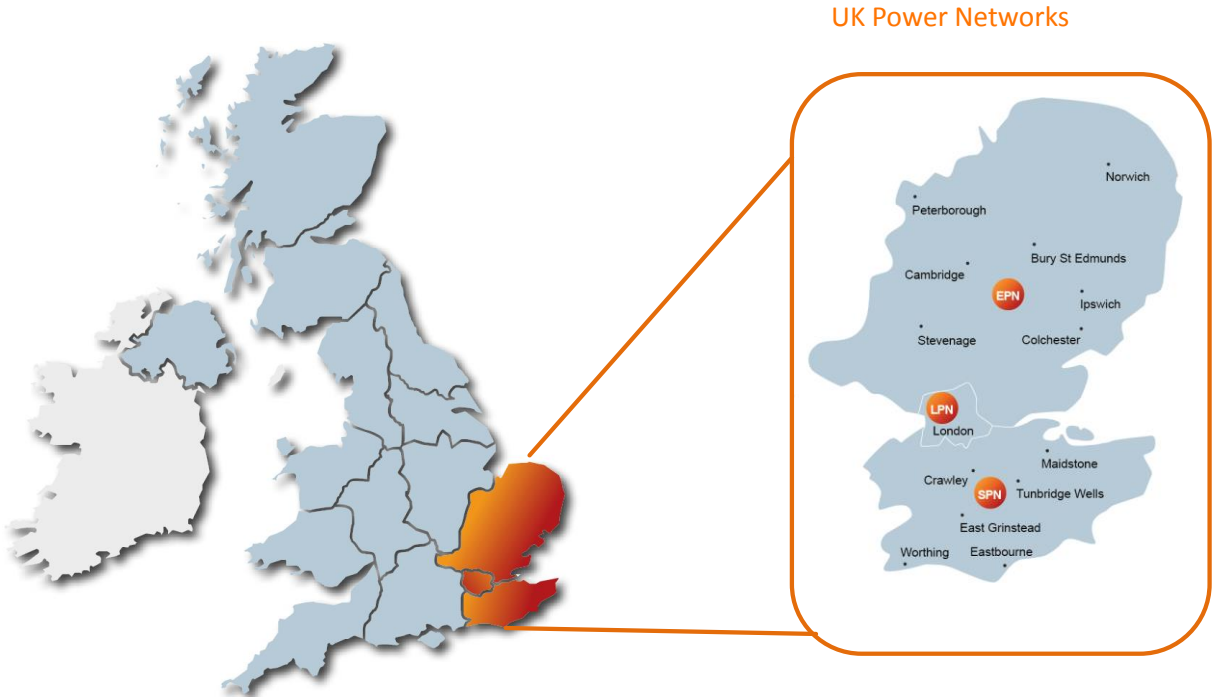 UK Power Networks
Norwich
Peterborough
Bury St Edmunds
Cambridge
EPN
Ipswich
Stevenage
Colchester
LPN
London
Maidstone
Crawley
SPN
Tunbridge Wells
East Grinstead
Worthing
Eastbourne